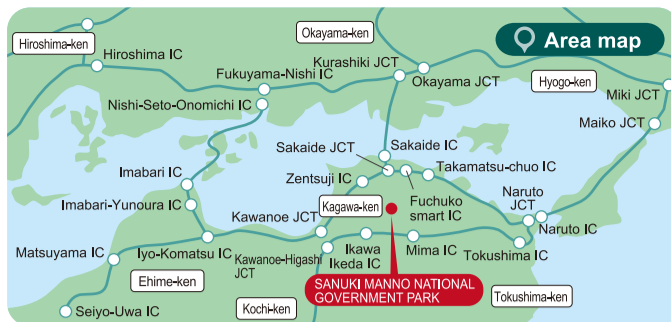 Area map
Okayama-ken
Hiroshima-ken
Kurashiki JCT
Hiroshima IC
Fukuyama-Nishi IC
Okayama JCT
Hyogo-ken
Miki JCT
Nishi-Seto-Onomichi IC
Maiko JCT
Sakaide IC
Sakaide JCT
Takamatsu-chuo IC
Imabari IC
Zentsuji IC
Fuchuko
smart IC
Naruto
JCT
Imabari-Yunoura IC
Kagawa-ken
Kawanoe JCT
Naruto IC
Matsuyama IC
Iyo-Komatsu IC
Kawanoe-Higashi
JCT
Ikawa
Ikeda IC
Mima IC
Tokushima IC
Ehime-ken
SANUKI MANNO NATIONAL
GOVERNMENT PARK
Tokushima-ken
Kochi-ken
Seiyo-Uwa IC